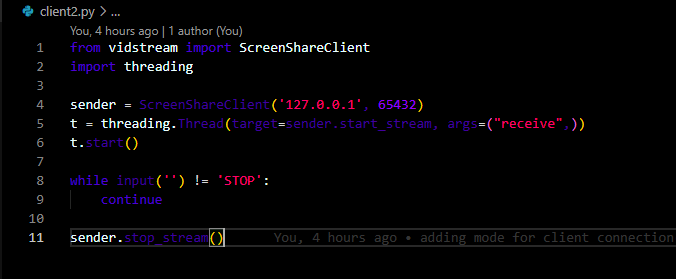 client2.py > ...
You, 4 hours ago | 1 author (You)
1 from vidstream import ScreenShareClient
2 import threading
3
4 sender = ScreenShareClient('127.0.0.1', 65432)
5 t = threading.Thread(target=sender.start_stream, args=("receive",))
6 t.start()
7
8 while input('') != 'STOP':
9     continue
10
11 sender.stop_stream() You, 4 hours ago • adding mode for client connection